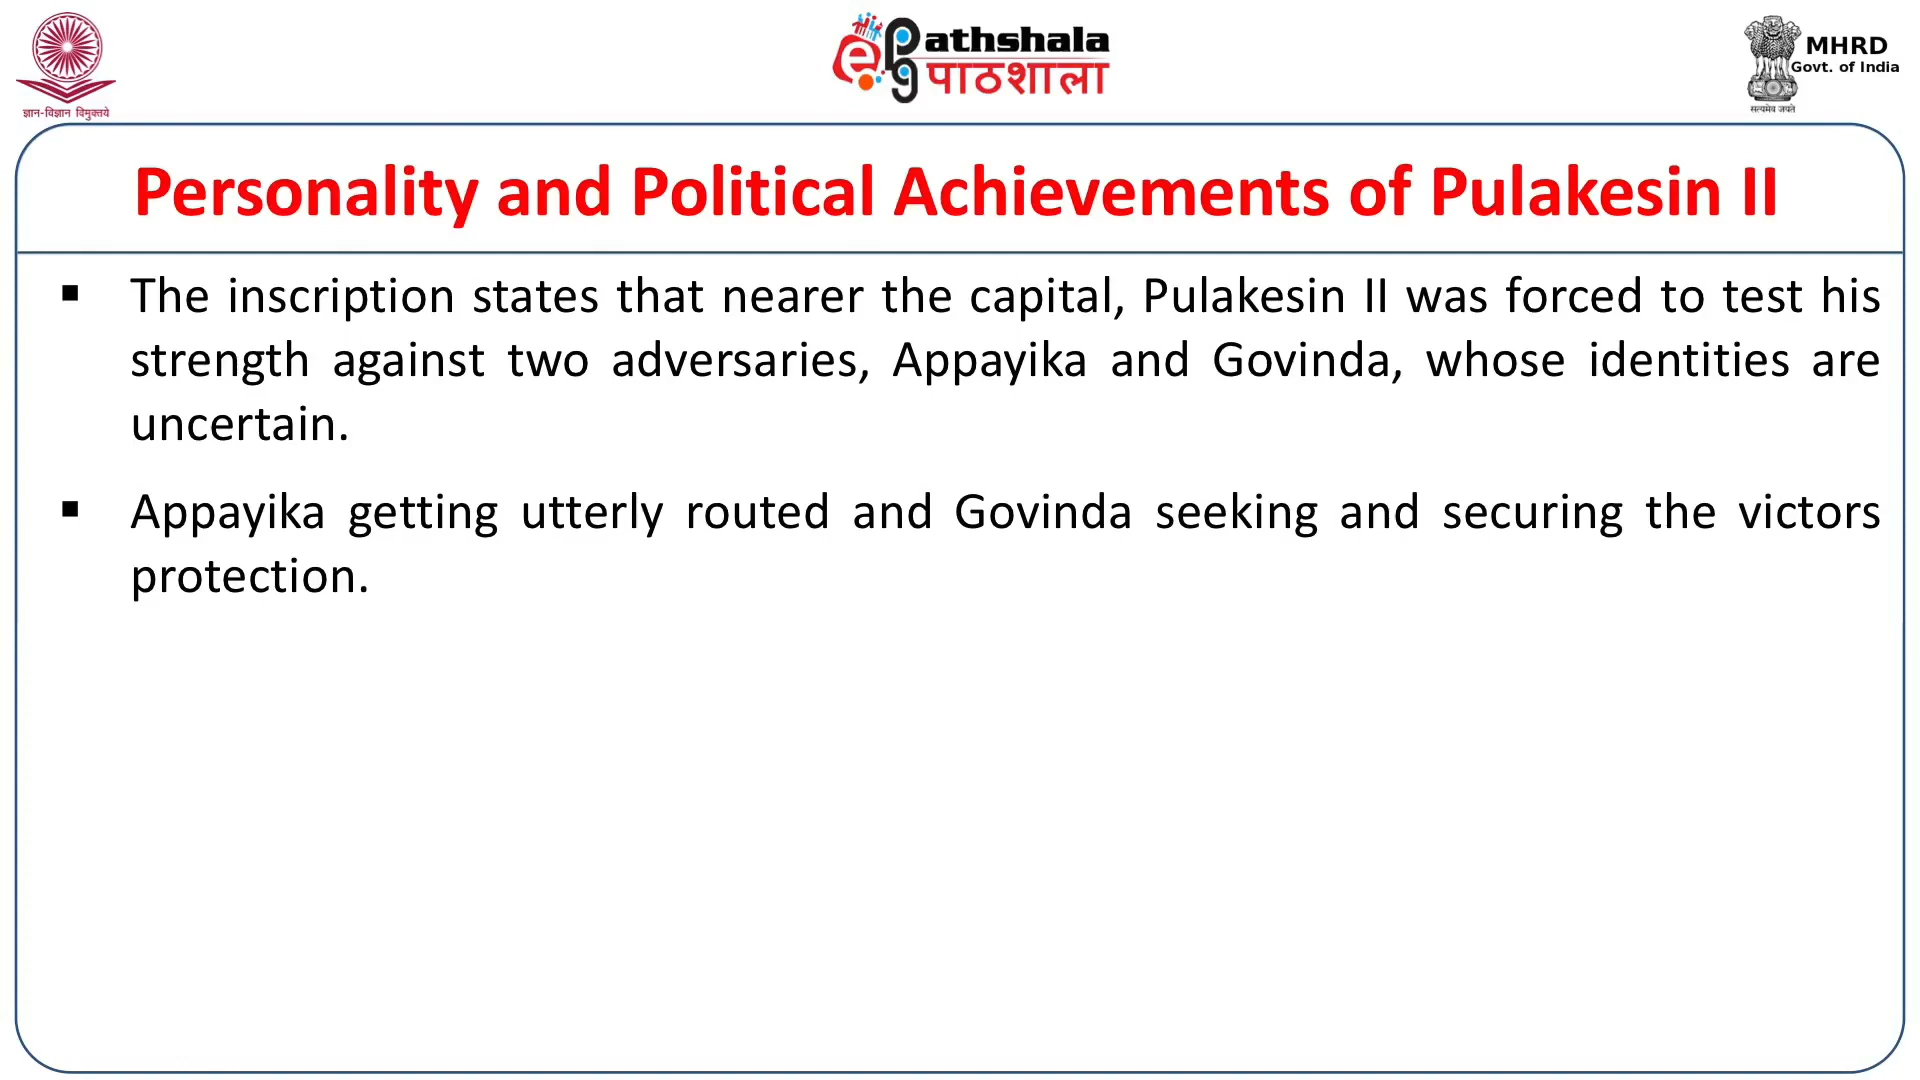 ज्ञान-विज्ञान विमुक्तये
e Pg Pathshala
पाठशाला
MHRD
Govt. of India
सत्यमेव जयते
Personality and Political Achievements of Pulakesin II
▪ The inscription states that nearer the capital, Pulakesin II was forced to test his
strength against two adversaries, Appayika and Govinda, whose identities are
uncertain.
▪ Appayika getting utterly routed and Govinda seeking and securing the victors
protection.